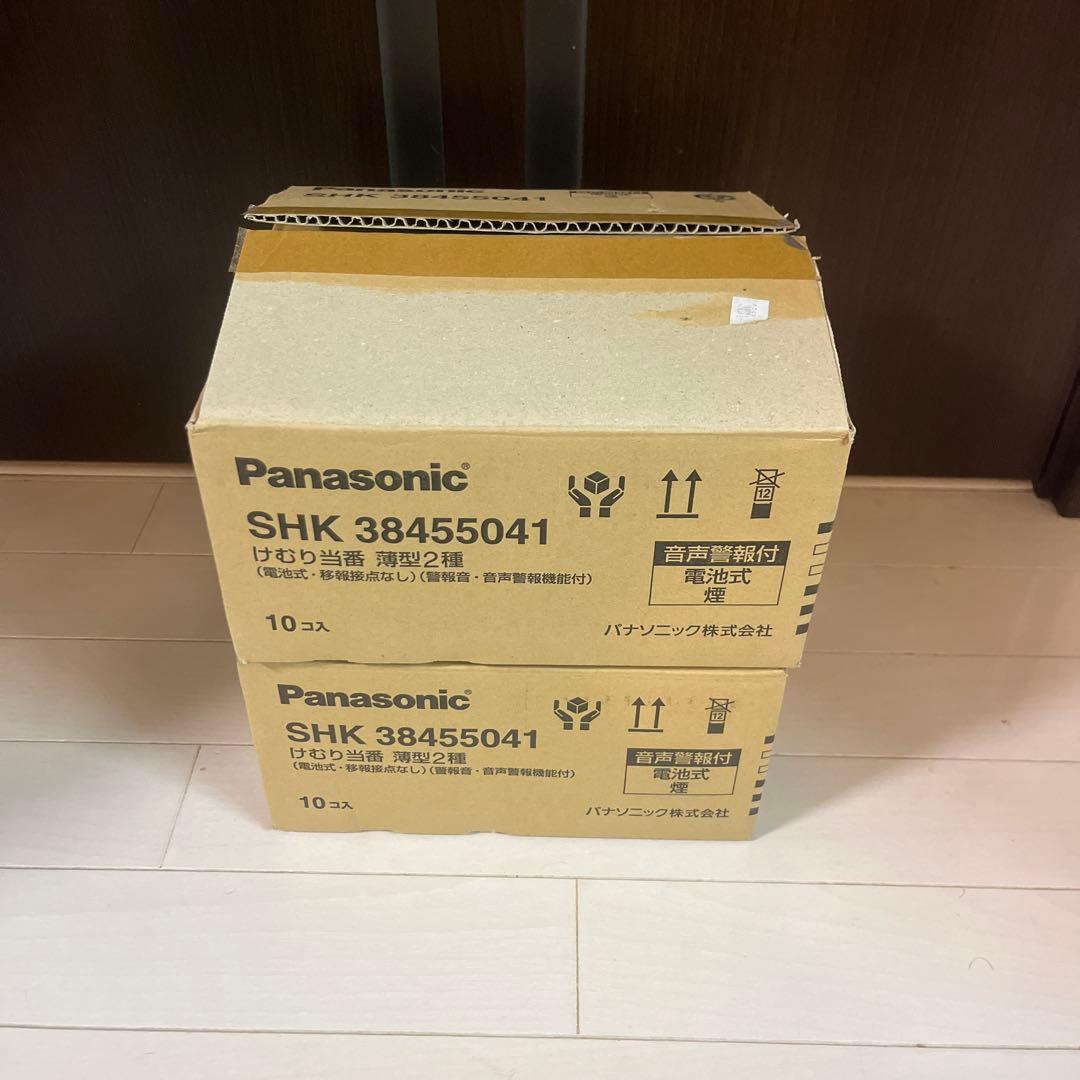 Panasonic
SHK 38455041
Panasonic®
SHK 38455041
けむり当番 薄型2種
(電池式・移報接点なし)(警報音・音声警報機能付)
10コ入
12
音声警報付
電池式
煙
パナソニック株式会社
Panasonic®
SHK 38455041
けむり当番 薄型2種
(電池式・移報接点なし)(警報音・音声警報機能付)
10コ入
12
音声警報付
電池式
煙
パナソニック株式会社